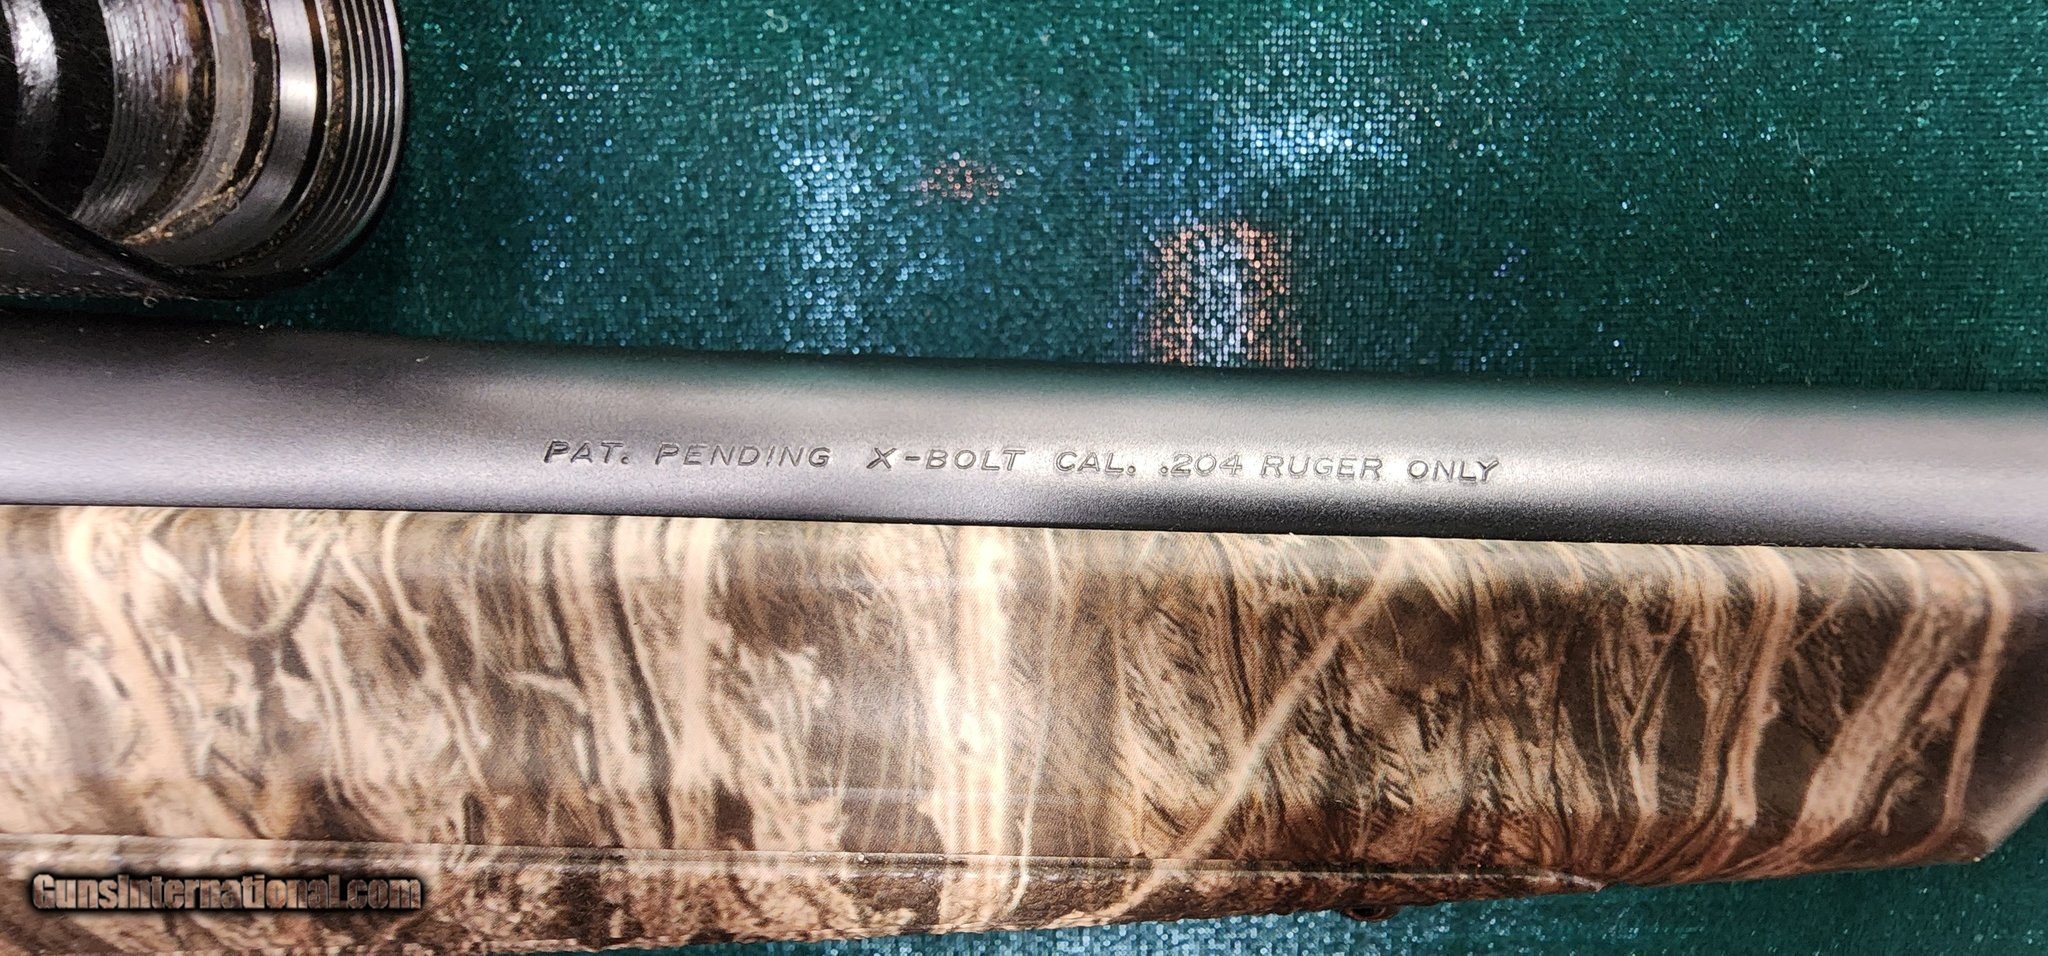 PAT. PENDING X-BOLT CAL. .204 RUGER ONLY
GunsInternational.com